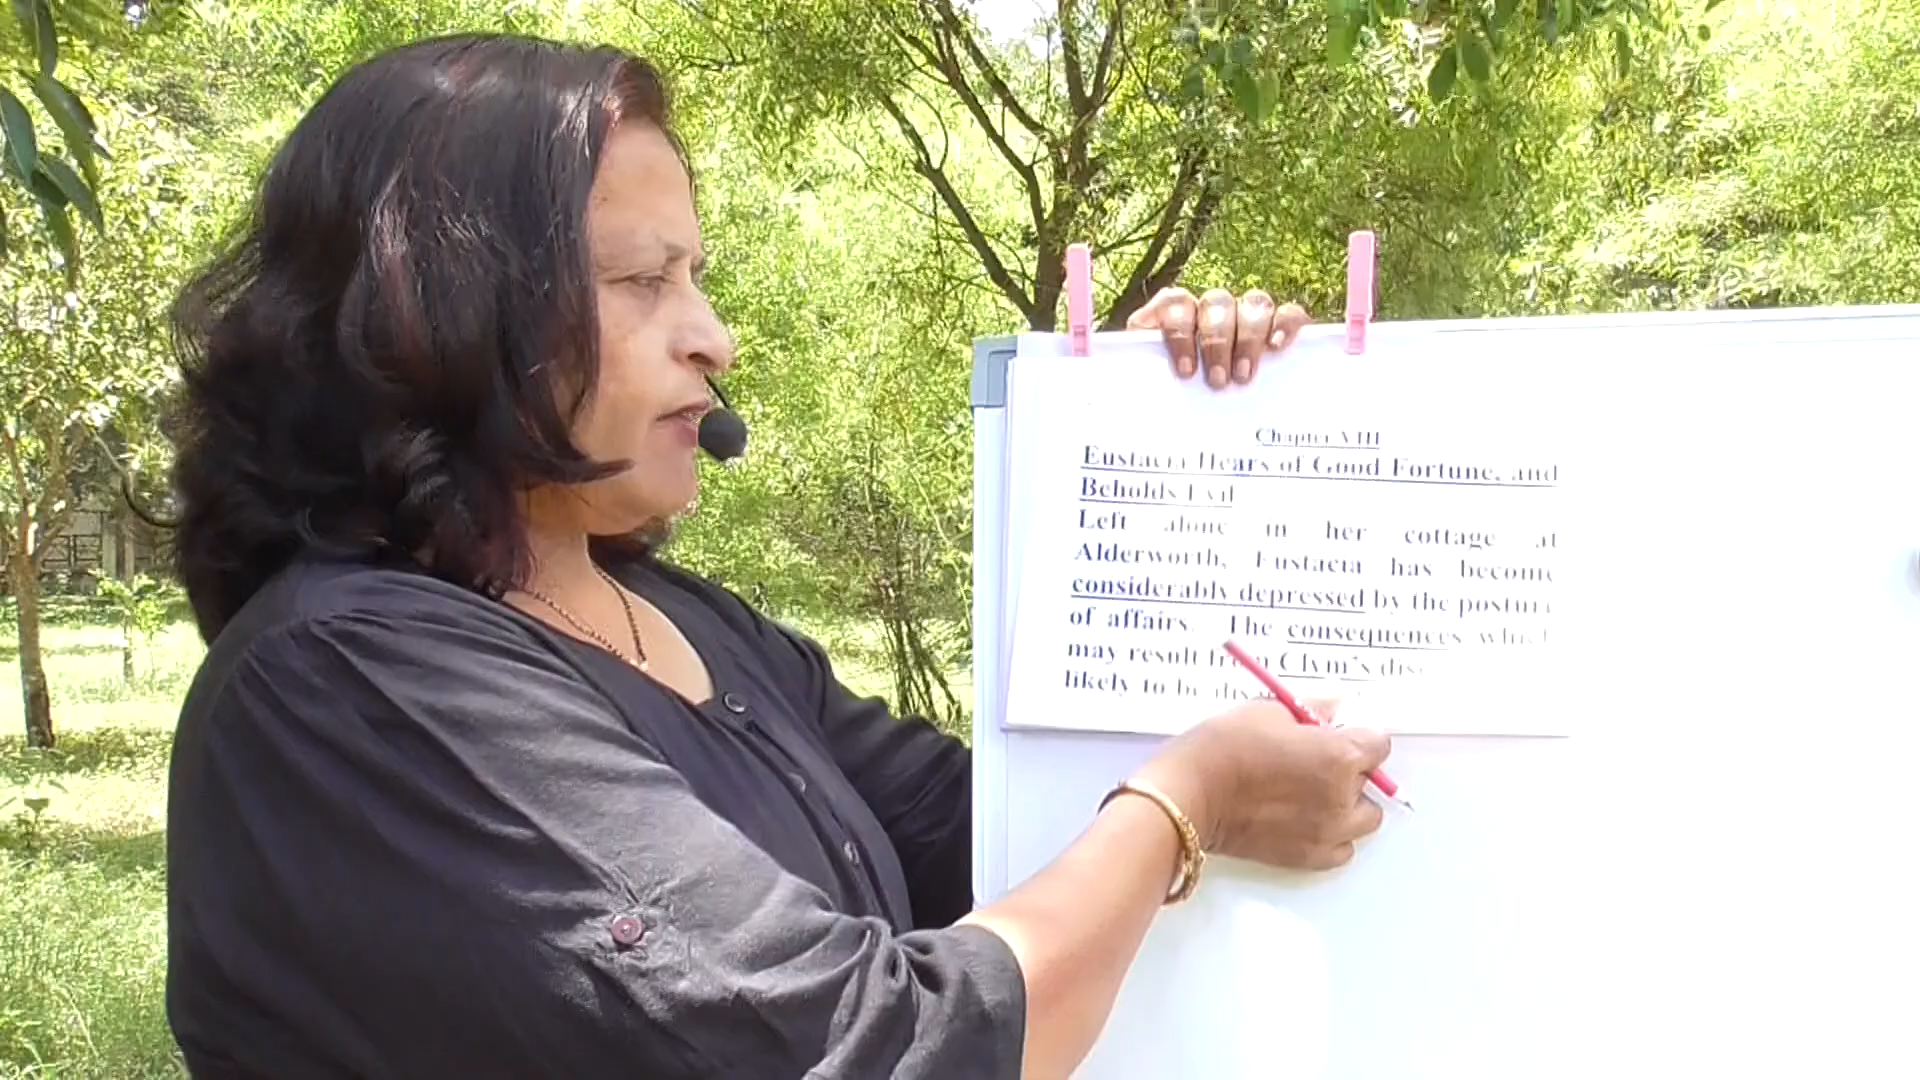 Chapter VIII
Eustacia Hears of Good Fortune, and
Beholds Evil
Left alone in her cottage at
Alderworth, Eustacia has become
considerably depressed by the posture
of affairs. The consequences which
may result from Clym's
likely to be